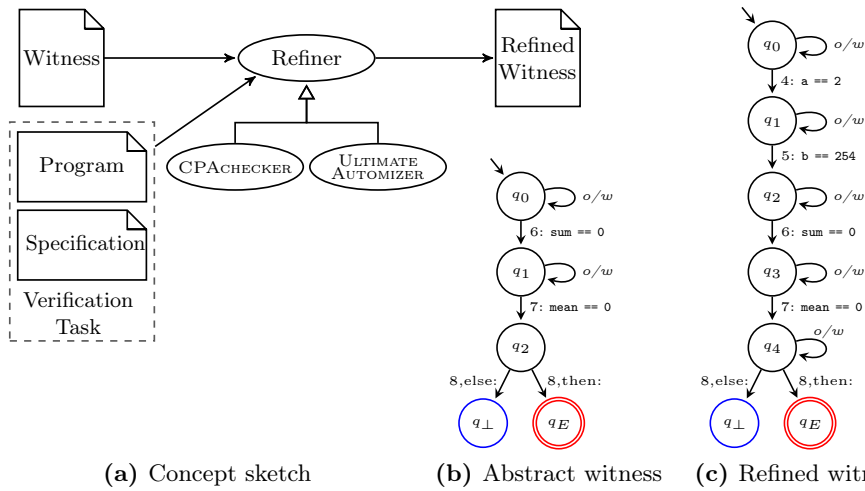 Witness
Refiner
Refined
Witness
Program
Specification
Verification
Task
CPACHECKER
ULTIMATE
AUTOMIZER
(a) Concept sketch
q0
o/w
6: sum == 0
q1
o/w
7: mean == 0
q2
8,else:
8,then:
q⊥
qE
(b) Abstract witness
q0
o/w
4: a == 2
q1
o/w
5: b == 254
q2
o/w
6: sum == 0
q3
o/w
7: mean == 0
q4
o/w
8,else:
8,then:
q⊥
qE
(c) Refined witn